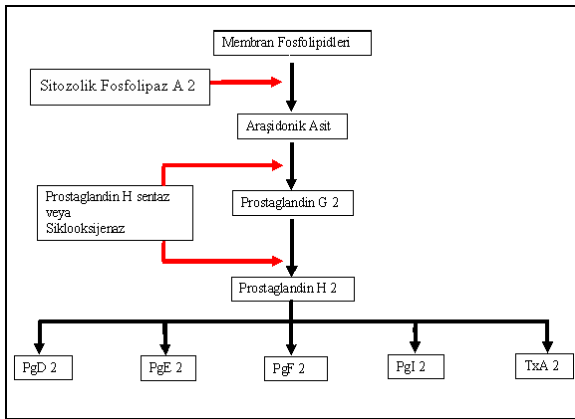 Membran Fosfolipidleri
Sitozolik Fosfolipaz A 2
Araşidonik Asit
Prostaglandin H sentaz
veya
Siklooksijenaz
Prostaglandin G 2
Prostaglandin H 2
PgD 2
PgE 2
PgF 2
PgI 2
TxA 2